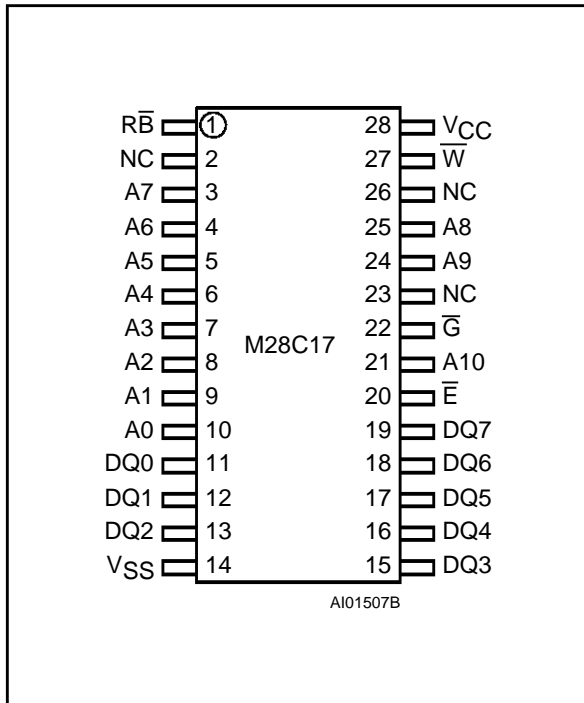 RB̅ 1 28 VCC
NC 2 27 W̅
A7 3 26 NC
A6 4 25 A8
A5 5 24 A9
A4 6 23 NC
A3 7 22 G̅
M28C17
A2 8 21 A10
A1 9 20 E̅
A0 10 19 DQ7
DQ0 11 18 DQ6
DQ1 12 17 DQ5
DQ2 13 16 DQ4
VSS 14 15 DQ3
AI01507B